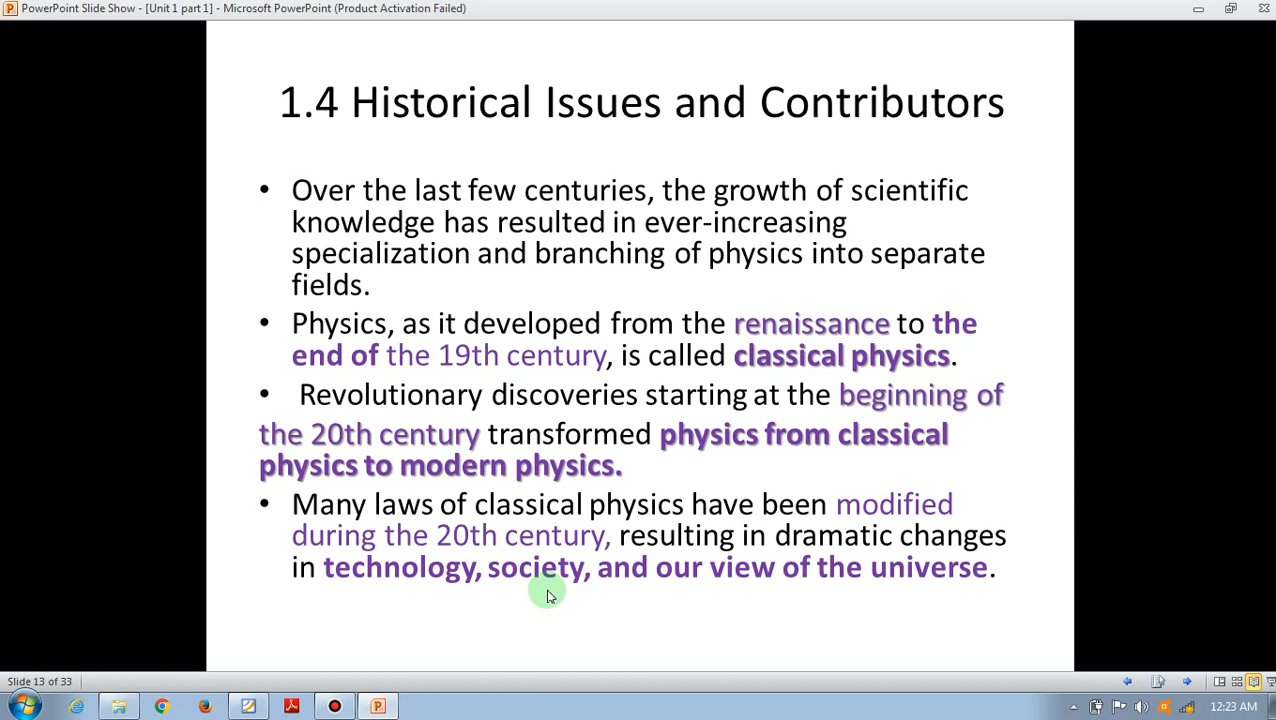 PowerPoint Slide Show - [Unit 1 part 1] - Microsoft PowerPoint (Product Activation Failed)
1.4 Historical Issues and Contributors
• Over the last few centuries, the growth of scientific
knowledge has resulted in ever-increasing
specialization and branching of physics into separate
fields.
• Physics, as it developed from the renaissance to the
end of the 19th century, is called classical physics.
• Revolutionary discoveries starting at the beginning of
the 20th century transformed physics from classical
physics to modern physics.
• Many laws of classical physics have been modified
during the 20th century, resulting in dramatic changes
in technology, society, and our view of the universe.
Slide 13 of 33
12:23 AM